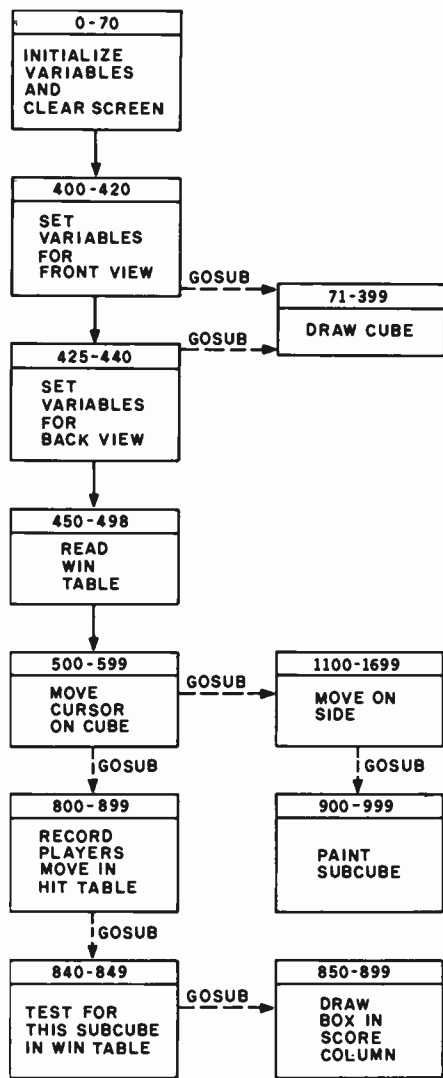 0-70
INITIALIZE
VARIABLES
AND
CLEAR SCREEN
400-420
SET
VARIABLES
FOR
FRONT VIEW
GOSUB
71-399
DRAW CUBE
GOSUB
425-440
SET
VARIABLES
FOR
BACK VIEW
450-498
READ
WIN
TABLE
500-599
MOVE
CURSOR
ON CUBE
GOSUB
1100-1699
MOVE ON
SIDE
GOSUB
GOSUB
800-899
RECORD
PLAYERS
MOVE IN
HIT TABLE
900-999
PAINT
SUBCUBE
GOSUB
840-849
TEST FOR
THIS SUBCUBE
IN WIN TABLE
GOSUB
850-899
DRAW
BOX IN
SCORE
COLUMN